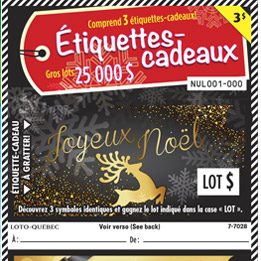 Comprend 3 étiquettes-cadeaux!
3$
Étiquettes-
cadeaux
Gros lots 25 000 $
NUL001-000
ÉTIQUETTE-CADEAU
À GRATTER!
Joyeux Noël
LOT $
Découvrez 3 symboles identiques et gagnez le lot indiqué dans la case « LOT ».
LOTO-QUÉBEC Voir verso (See back) 7-7028
À: De: